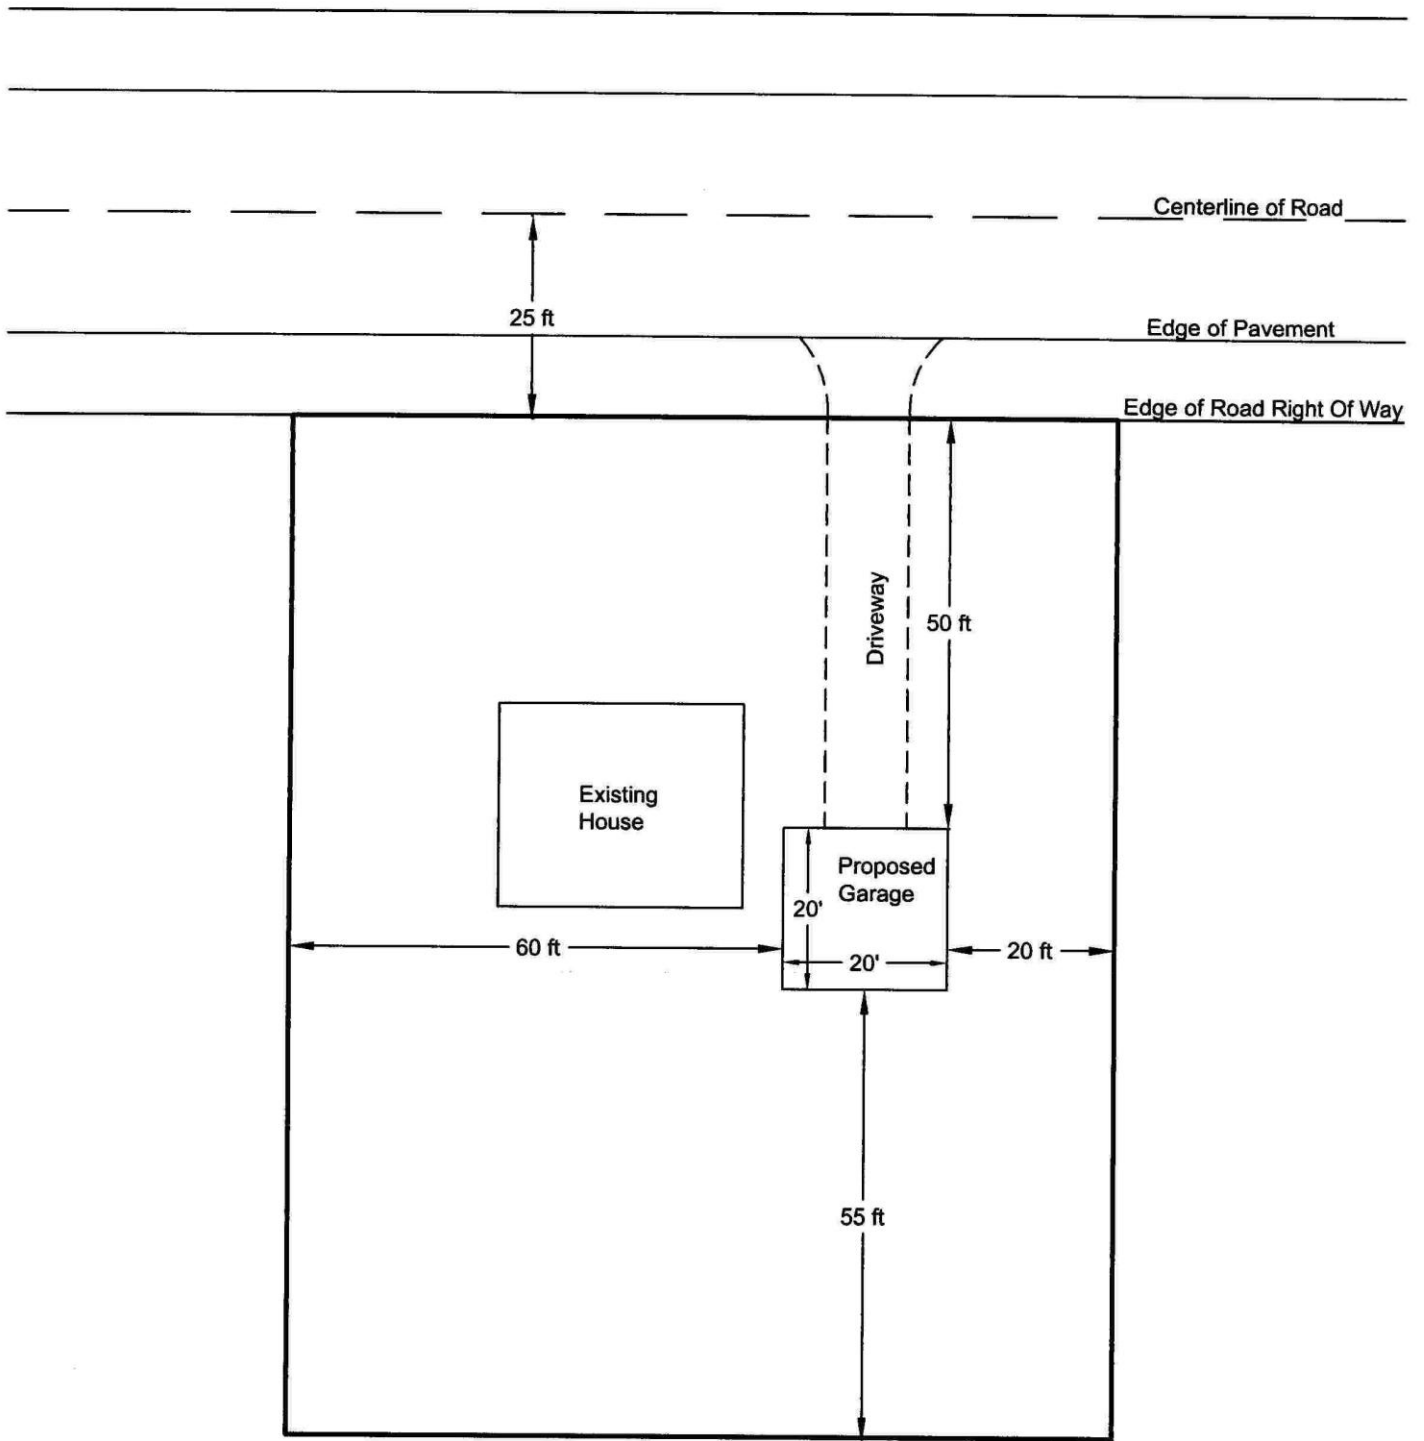 Centerline of Road
25 ft
Edge of Pavement
Edge of Road Right Of Way
Driveway
50 ft
Existing
House
Proposed
Garage
20'
60 ft
20'
20 ft
55 ft